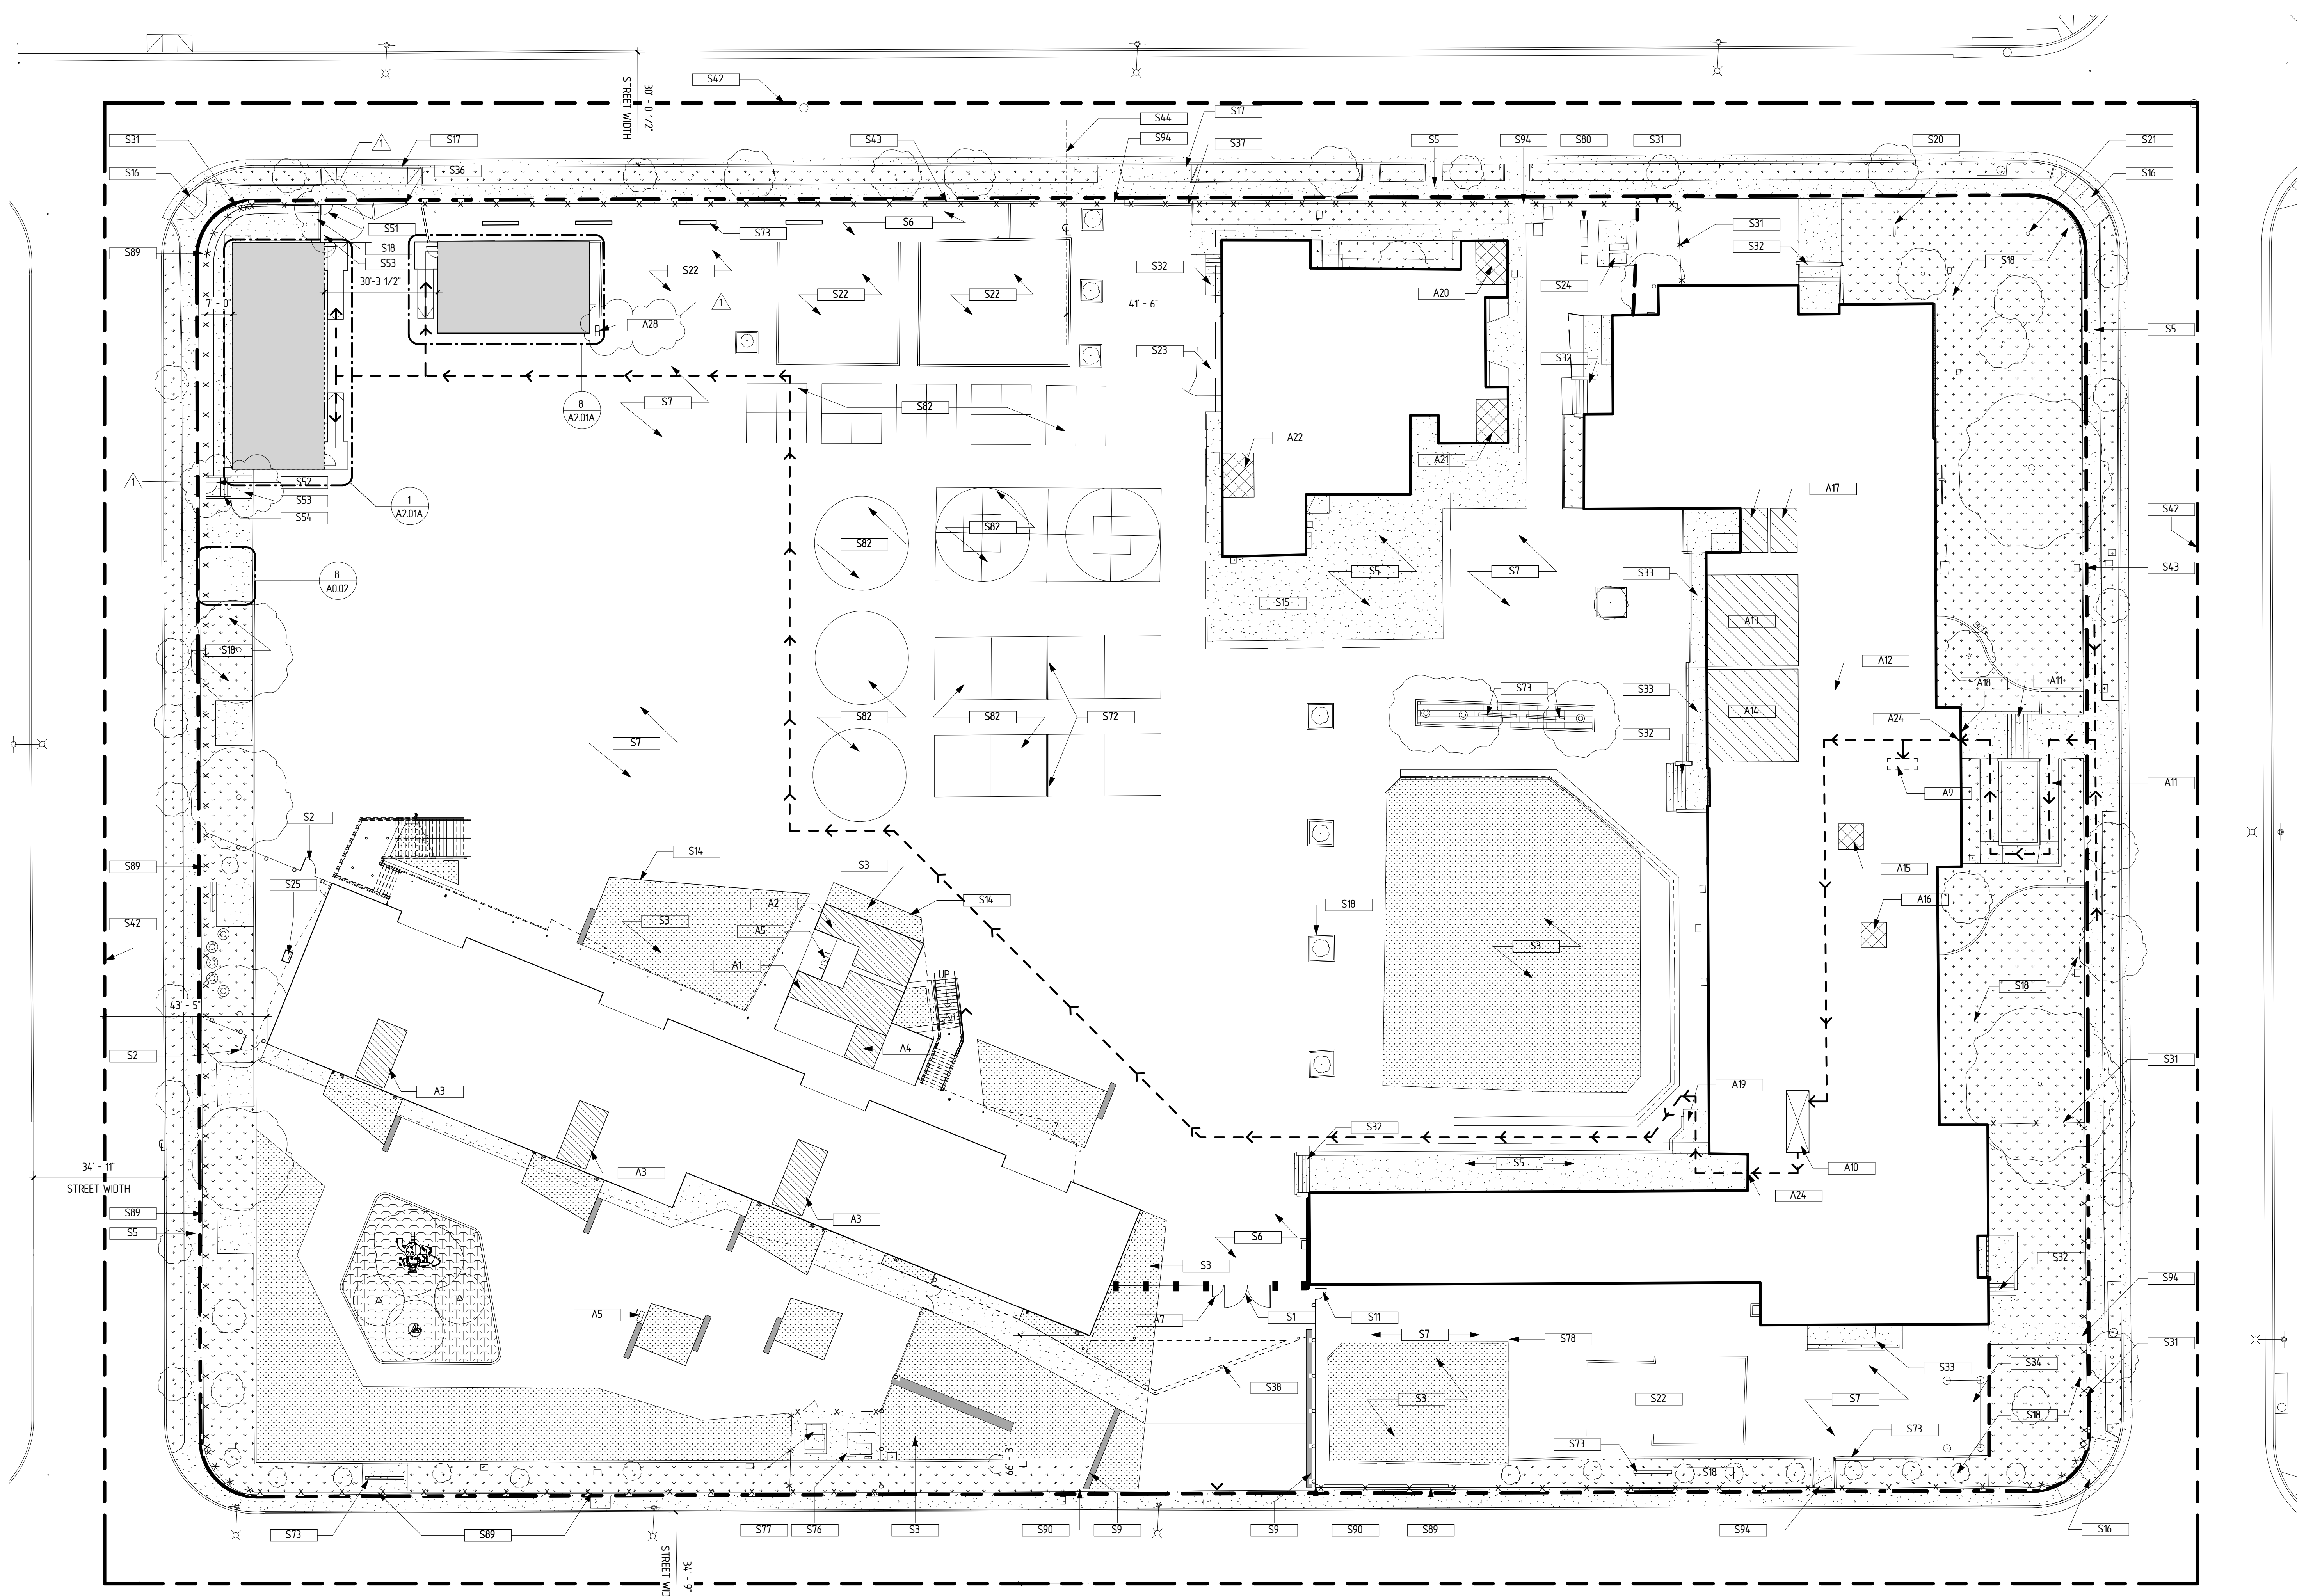 S42
30' - 0 1/2"
STREET WIDTH
S44
S17
S31
1
S17
S43
S94
S37
S5
S94
S80
S31
S20
S21
S16
S36
S16
S51
S6
S73
S31
S18
S32
S89
S53
S22
S32
S18
30'-3 1/2"
S24
7' - 0"
S22
S22
A20
1
41' - 6"
A28
S5
S23
S32
8
A2.01A
S7
S82
A22
A21
1
S52
A17
S53
1
A2.01A
S54
S42
S82
S82
8
A0.02
S5
S7
S33
S43
S15
A13
S18
A12
A18
A11
S73
S33
S82
S82
S72
A14
A24
S7
S32
A9
A11
S2
S14
S3
A15
S89
S25
A2
S14
A16
S18
S42
S3
A5
S3
A1
UP
S18
43' - 5"
A4
S2
S31
A3
A19
S32
34' - 11"
STREET WIDTH
A3
S5
A10
A24
S89
A3
S5
S6
S3
S32
S94
A5
A7
S1
S11
S7
S78
S31
S38
S33
S34
S3
S22
S7
S18
S73
S73
S18
S73
S89
S77
S76
S3
S90
S9
S9
S90
S89
S94
S16
34' - 9"